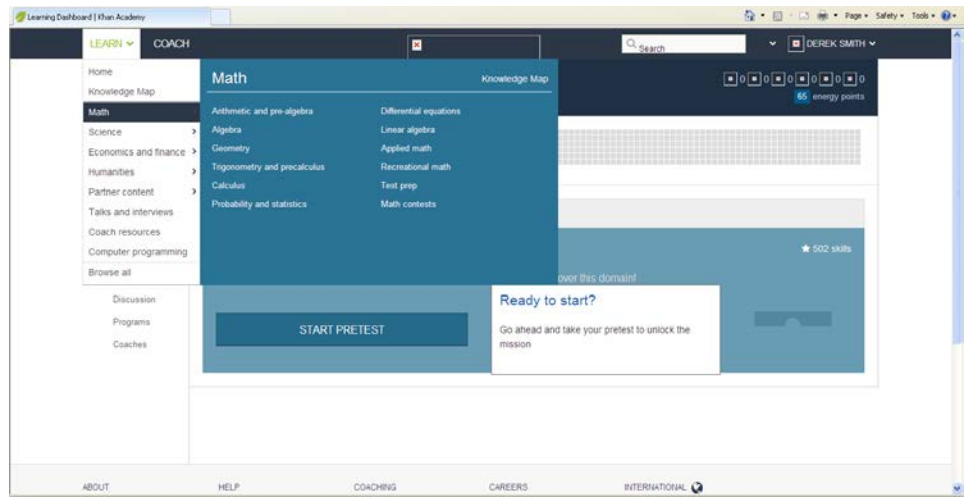 Learning Dashboard | Khan Academy
Page Safety Tools
LEARN COACH Search DEREK SMITH
Home
Knowledge Map
Math
Science
Economics and finance
Humanities
Partner content
Talks and interviews
Coach resources
Computer programming
Browse all
Discussion
Programs
Coaches
Math Knowledge Map
Arithmetic and pre-algebra Differential equations
Algebra Linear algebra
Geometry Applied math
Trigonometry and precalculus Recreational math
Calculus Test prep
Probability and statistics Math contests
0 0 0 0 0 0
65 energy points
502 skills
over this domain!
START PRETEST
Ready to start?
Go ahead and take your pretest to unlock the
mission
ABOUT HELP COACHING CAREERS INTERNATIONAL